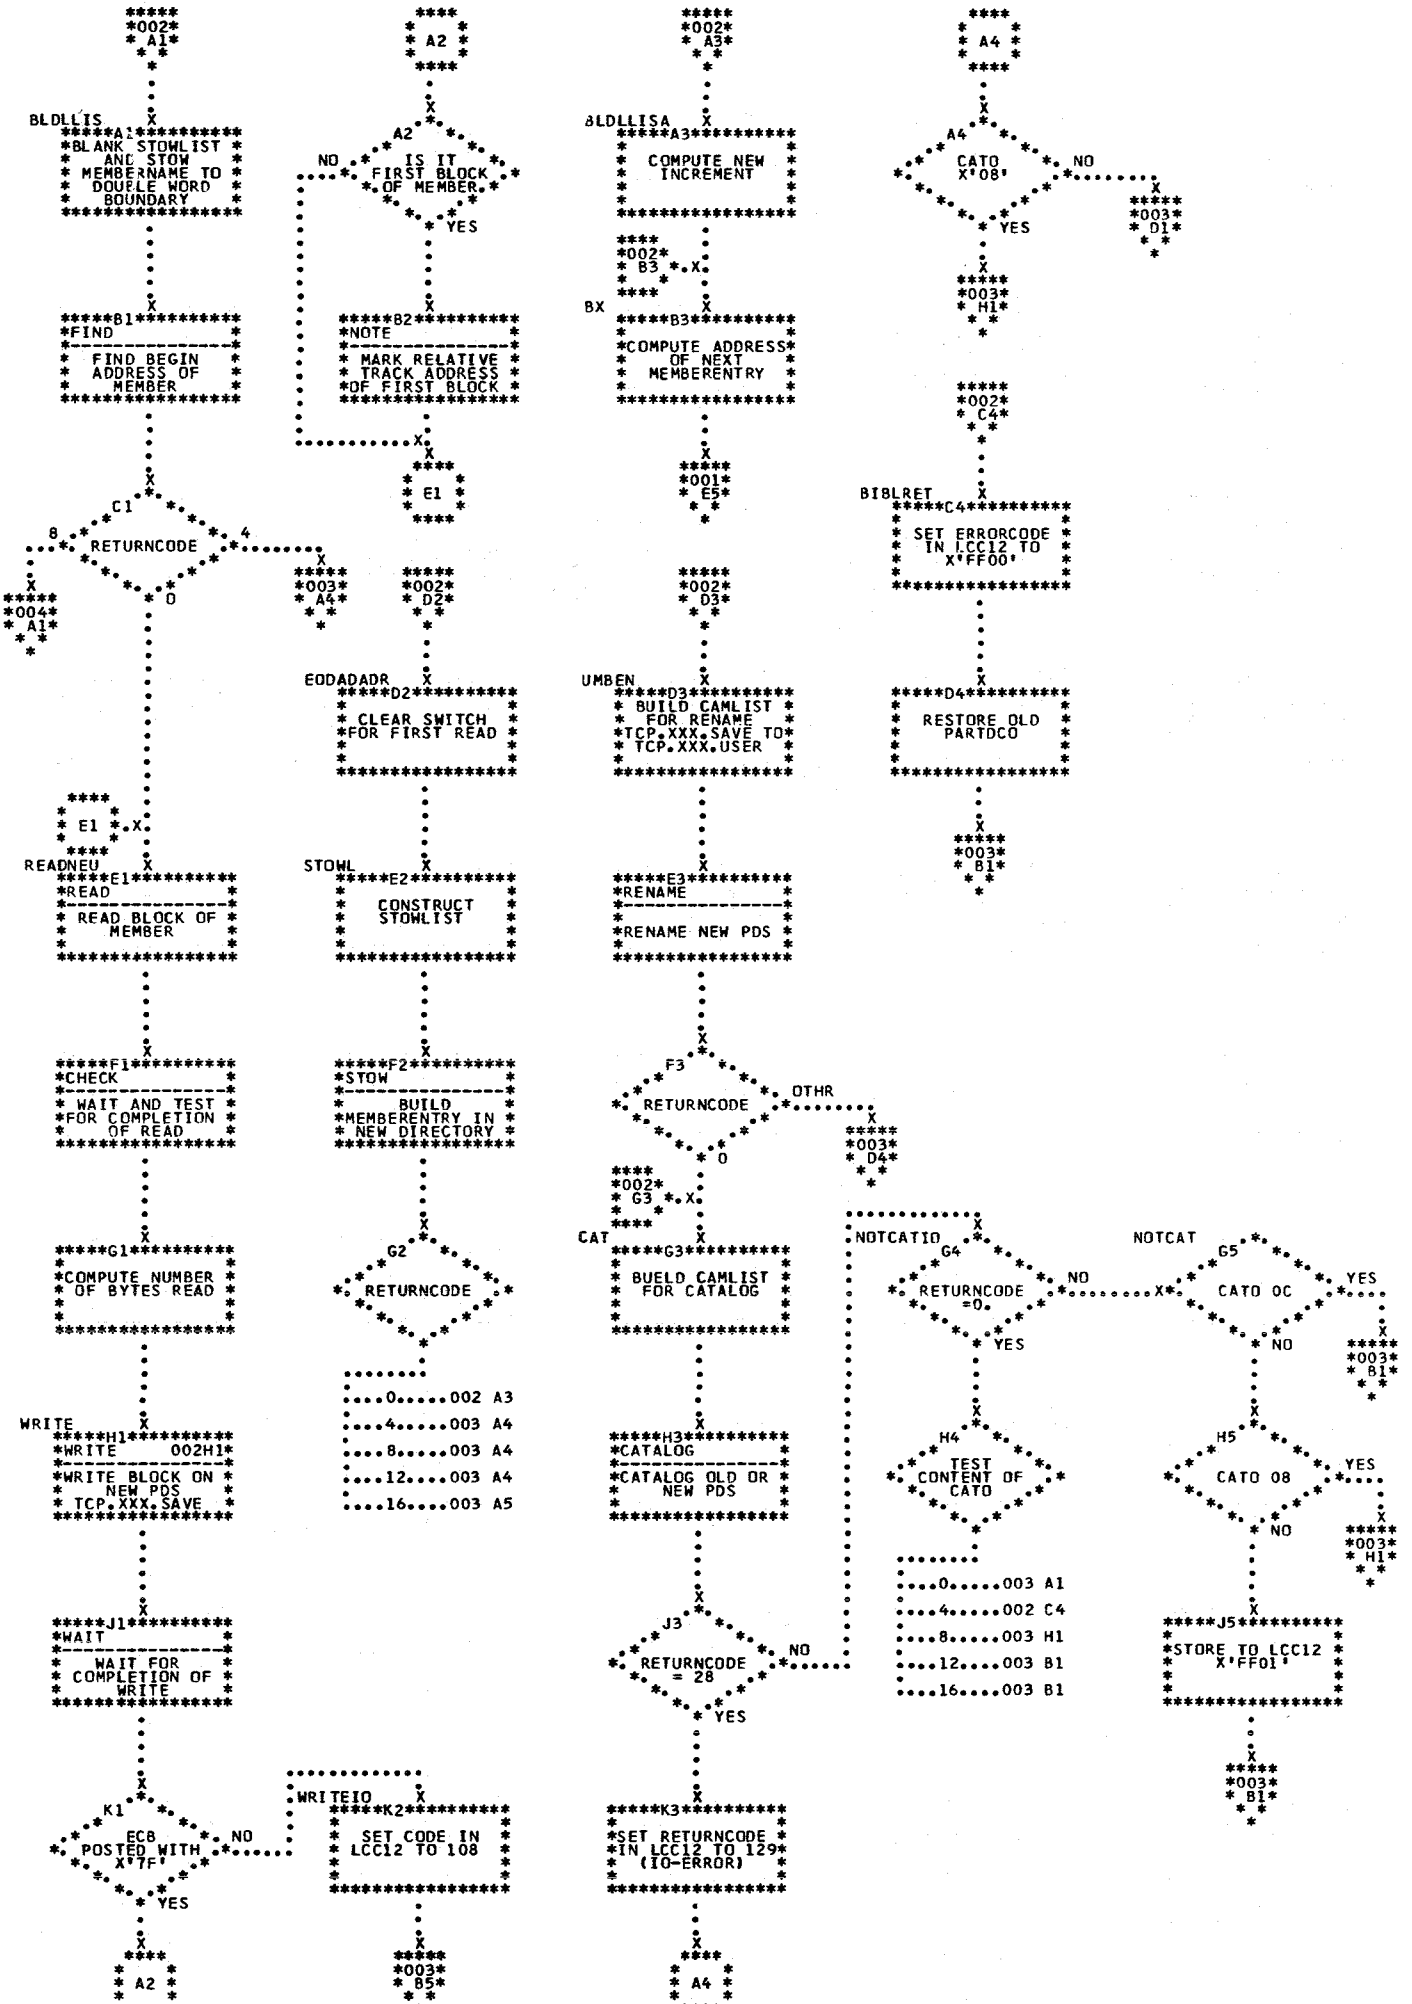 002
A1
BLDLLIS
A1
BLANK STOWLIST
AND STOW
MEMBERNAME TO
DOUBLE WORD
BOUNDARY
B1
FIND
FIND BEGIN
ADDRESS OF
MEMBER
C1
8
RETURNCODE
4
0
004
A1
003
A4
E1
READNEU
E1
READ
READ BLOCK OF
MEMBER
F1
CHECK
WAIT AND TEST
FOR COMPLETION
OF READ
G1
COMPUTE NUMBER
OF BYTES READ
WRITE
H1
WRITE 002H1
WRITE BLOCK ON
NEW PDS
TCP.XXX.SAVE
J1
WAIT
WAIT FOR
COMPLETION OF
WRITE
K1
ECB
POSTED WITH
X'7F'
NO
YES
A2
A2
A2
IS IT
FIRST BLOCK
OF MEMBER
NO
YES
B2
NOTE
MARK RELATIVE
TRACK ADDRESS
OF FIRST BLOCK
E1
002
D2
EODADADR
D2
CLEAR SWITCH
FOR FIRST READ
STOWL
E2
CONSTRUCT
STOWLIST
F2
STOW
BUILD
MEMBERENTRY IN
NEW DIRECTORY
G2
RETURNCODE
0.....002 A3
4.....003 A4
8.....003 A4
12....003 A4
16....003 A5
WRITEIO
K2
SET CODE IN
LCC12 TO 108
003
B5
002
A3
BLDLLISA
A3
COMPUTE NEW
INCREMENT
002
B3
BX
B3
COMPUTE ADDRESS
OF NEXT
MEMBERENTRY
001
E5
002
D3
UMBEN
D3
BUILD CAMLIST
FOR RENAME
TCP.XXX.SAVE TO
TCP.XXX.USER
E3
RENAME
RENAME NEW PDS
F3
RETURNCODE
OTHR
0
003
D4
002
G3
CAT
G3
BUELD CAMLIST
FOR CATALOG
H3
CATALOG
CATALOG OLD OR
NEW PDS
J3
RETURNCODE
= 28
NO
YES
K3
SET RETURNCODE
IN LCC12 TO 129
(IO-ERROR)
A4
A4
A4
CATO
X'08'
NO
YES
003
D1
003
H1
002
C4
BIBLRET
C4
SET ERRORCODE
IN LCC12 TO
X'FF00'
D4
RESTORE OLD
PARTDCO
003
B1
NOTCATIO
G4
RETURNCODE
=0
NO
YES
H4
TEST
CONTENT OF
CATO
0.....003 A1
4.....002 C4
8.....003 H1
12....003 B1
16....003 B1
NOTCAT
G5
CATO 0C
YES
NO
003
B1
H5
CATO 08
YES
NO
003
H1
J5
STORE TO LCC12
X'FF01'
003
B1